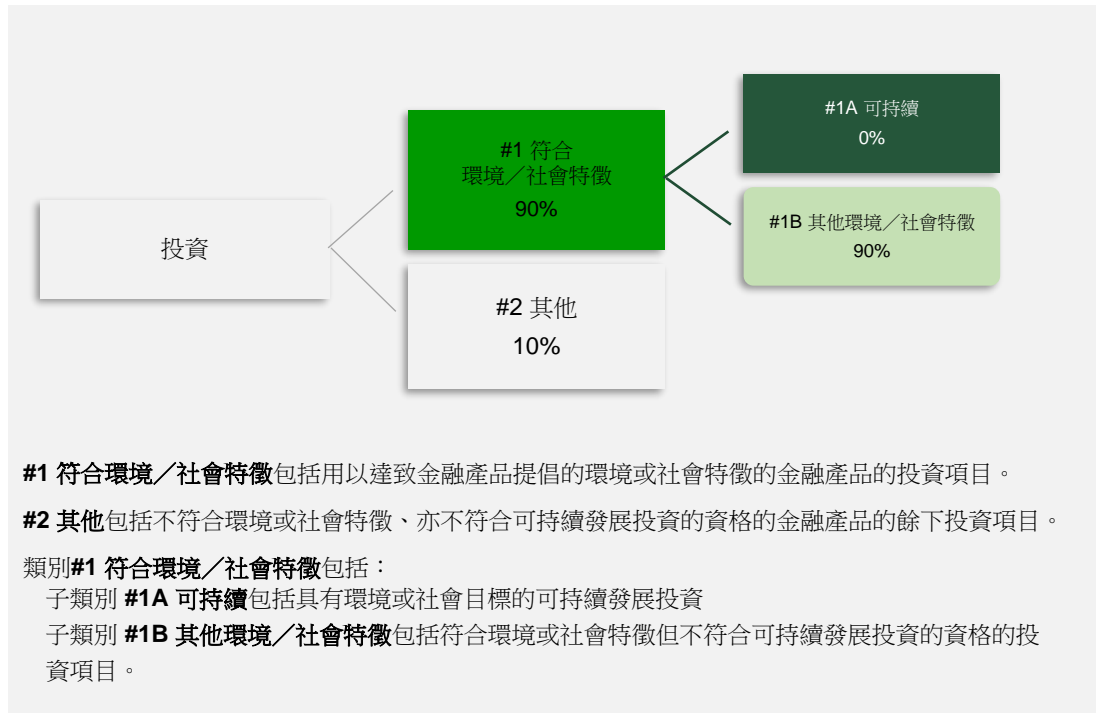 #1A 可持續
0%
#1 符合
環境／社會特徵
90%
#1B 其他環境／社會特徵
90%
投資
#2 其他
10%
#1 符合環境／社會特徵包括用以達致金融產品提倡的環境或社會特徵的金融產品的投資項目。
#2 其他包括不符合環境或社會特徵、亦不符合可持續發展投資的資格的金融產品的餘下投資項目。
類別#1 符合環境／社會特徵包括：
子類別 #1A 可持續包括具有環境或社會目標的可持續發展投資
子類別 #1B 其他環境／社會特徵包括符合環境或社會特徵但不符合可持續發展投資的資格的投
資項目。